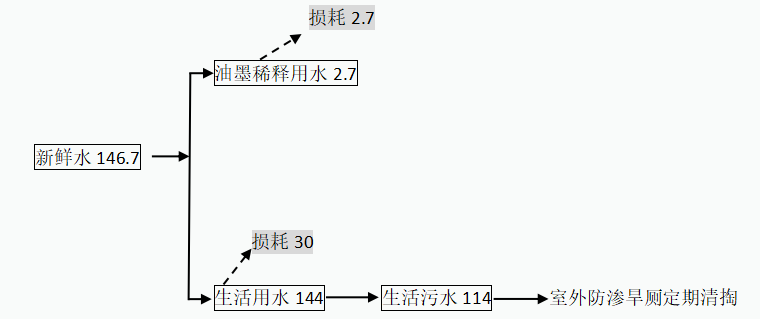 损耗 2.7
油墨稀释用水 2.7
新鲜水 146.7
损耗 30
生活用水 144
生活污水 114
室外防渗旱厕定期清掏